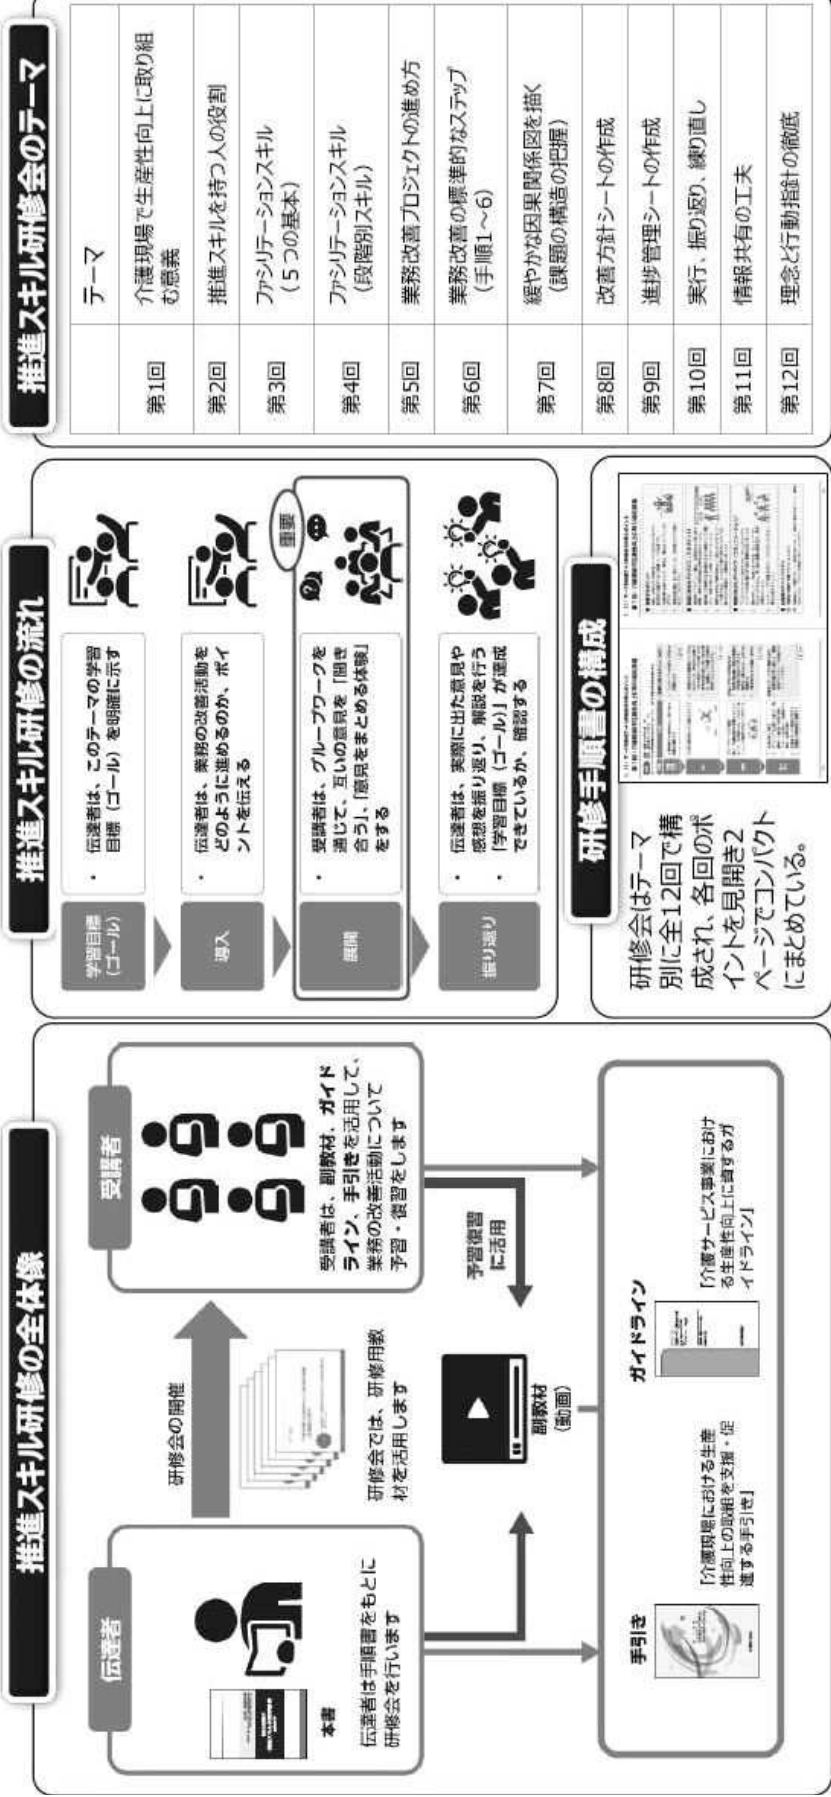 推進スキル研修の全体像
伝達者
本書
伝達者は手順書をもとに
研修会を行います
研修会の開催
研修会では、研修用教
材を活用します
受講者
受講者は、副教材、ガイド
ライン、手引きを活用して、
業務の改善活動について
予習・復習をします
副教材
（動画）
予習復習
に活用
手引き
「介護現場における生産
性向上の取組を支援・促
進する手引き」
ガイドライン
「介護サービス事業におけ
る生産性向上に資するガ
イドライン」
推進スキル研修の流れ
学習目標
（ゴール）
・ 伝達者は、このテーマの学習
目標（ゴール）を明確に示す
導入
・ 伝達者は、業務の改善活動を
どのように進めるのか、ポイ
ントを伝える
重要
展開
・ 受講者は、グループワークを
通じて、互いの意見を「聞き
合う」、「意見をまとめる体験」
をする
振り返り
・ 伝達者は、実際に出た意見や
感想を振り返り、解説を行う
・ 「学習目標（ゴール）」が達成
できているか、確認する
研修手順書の構成
研修会はテーマ
別に全12回で構
成され、各回のポ
イントを見開き2
ページでコンパクト
にまとめている。
推進スキル研修会のテーマ
テーマ
第1回 介護現場で生産性向上に取り組
む意義
第2回 推進スキルを持つ人の役割
第3回 ファシリテーションスキル
（５つの基本）
第4回 ファシリテーションスキル
（段階別スキル）
第5回 業務改善プロジェクトの進め方
第6回 業務改善の標準的なステップ
（手順1～6）
第7回 緩やかな因果関係図を描く
（課題の構造の把握）
第8回 改善方針シートの作成
第9回 進捗管理シートの作成
第10回 実行、振り返り、練り直し
第11回 情報共有の工夫
第12回 理念と行動指針の徹底